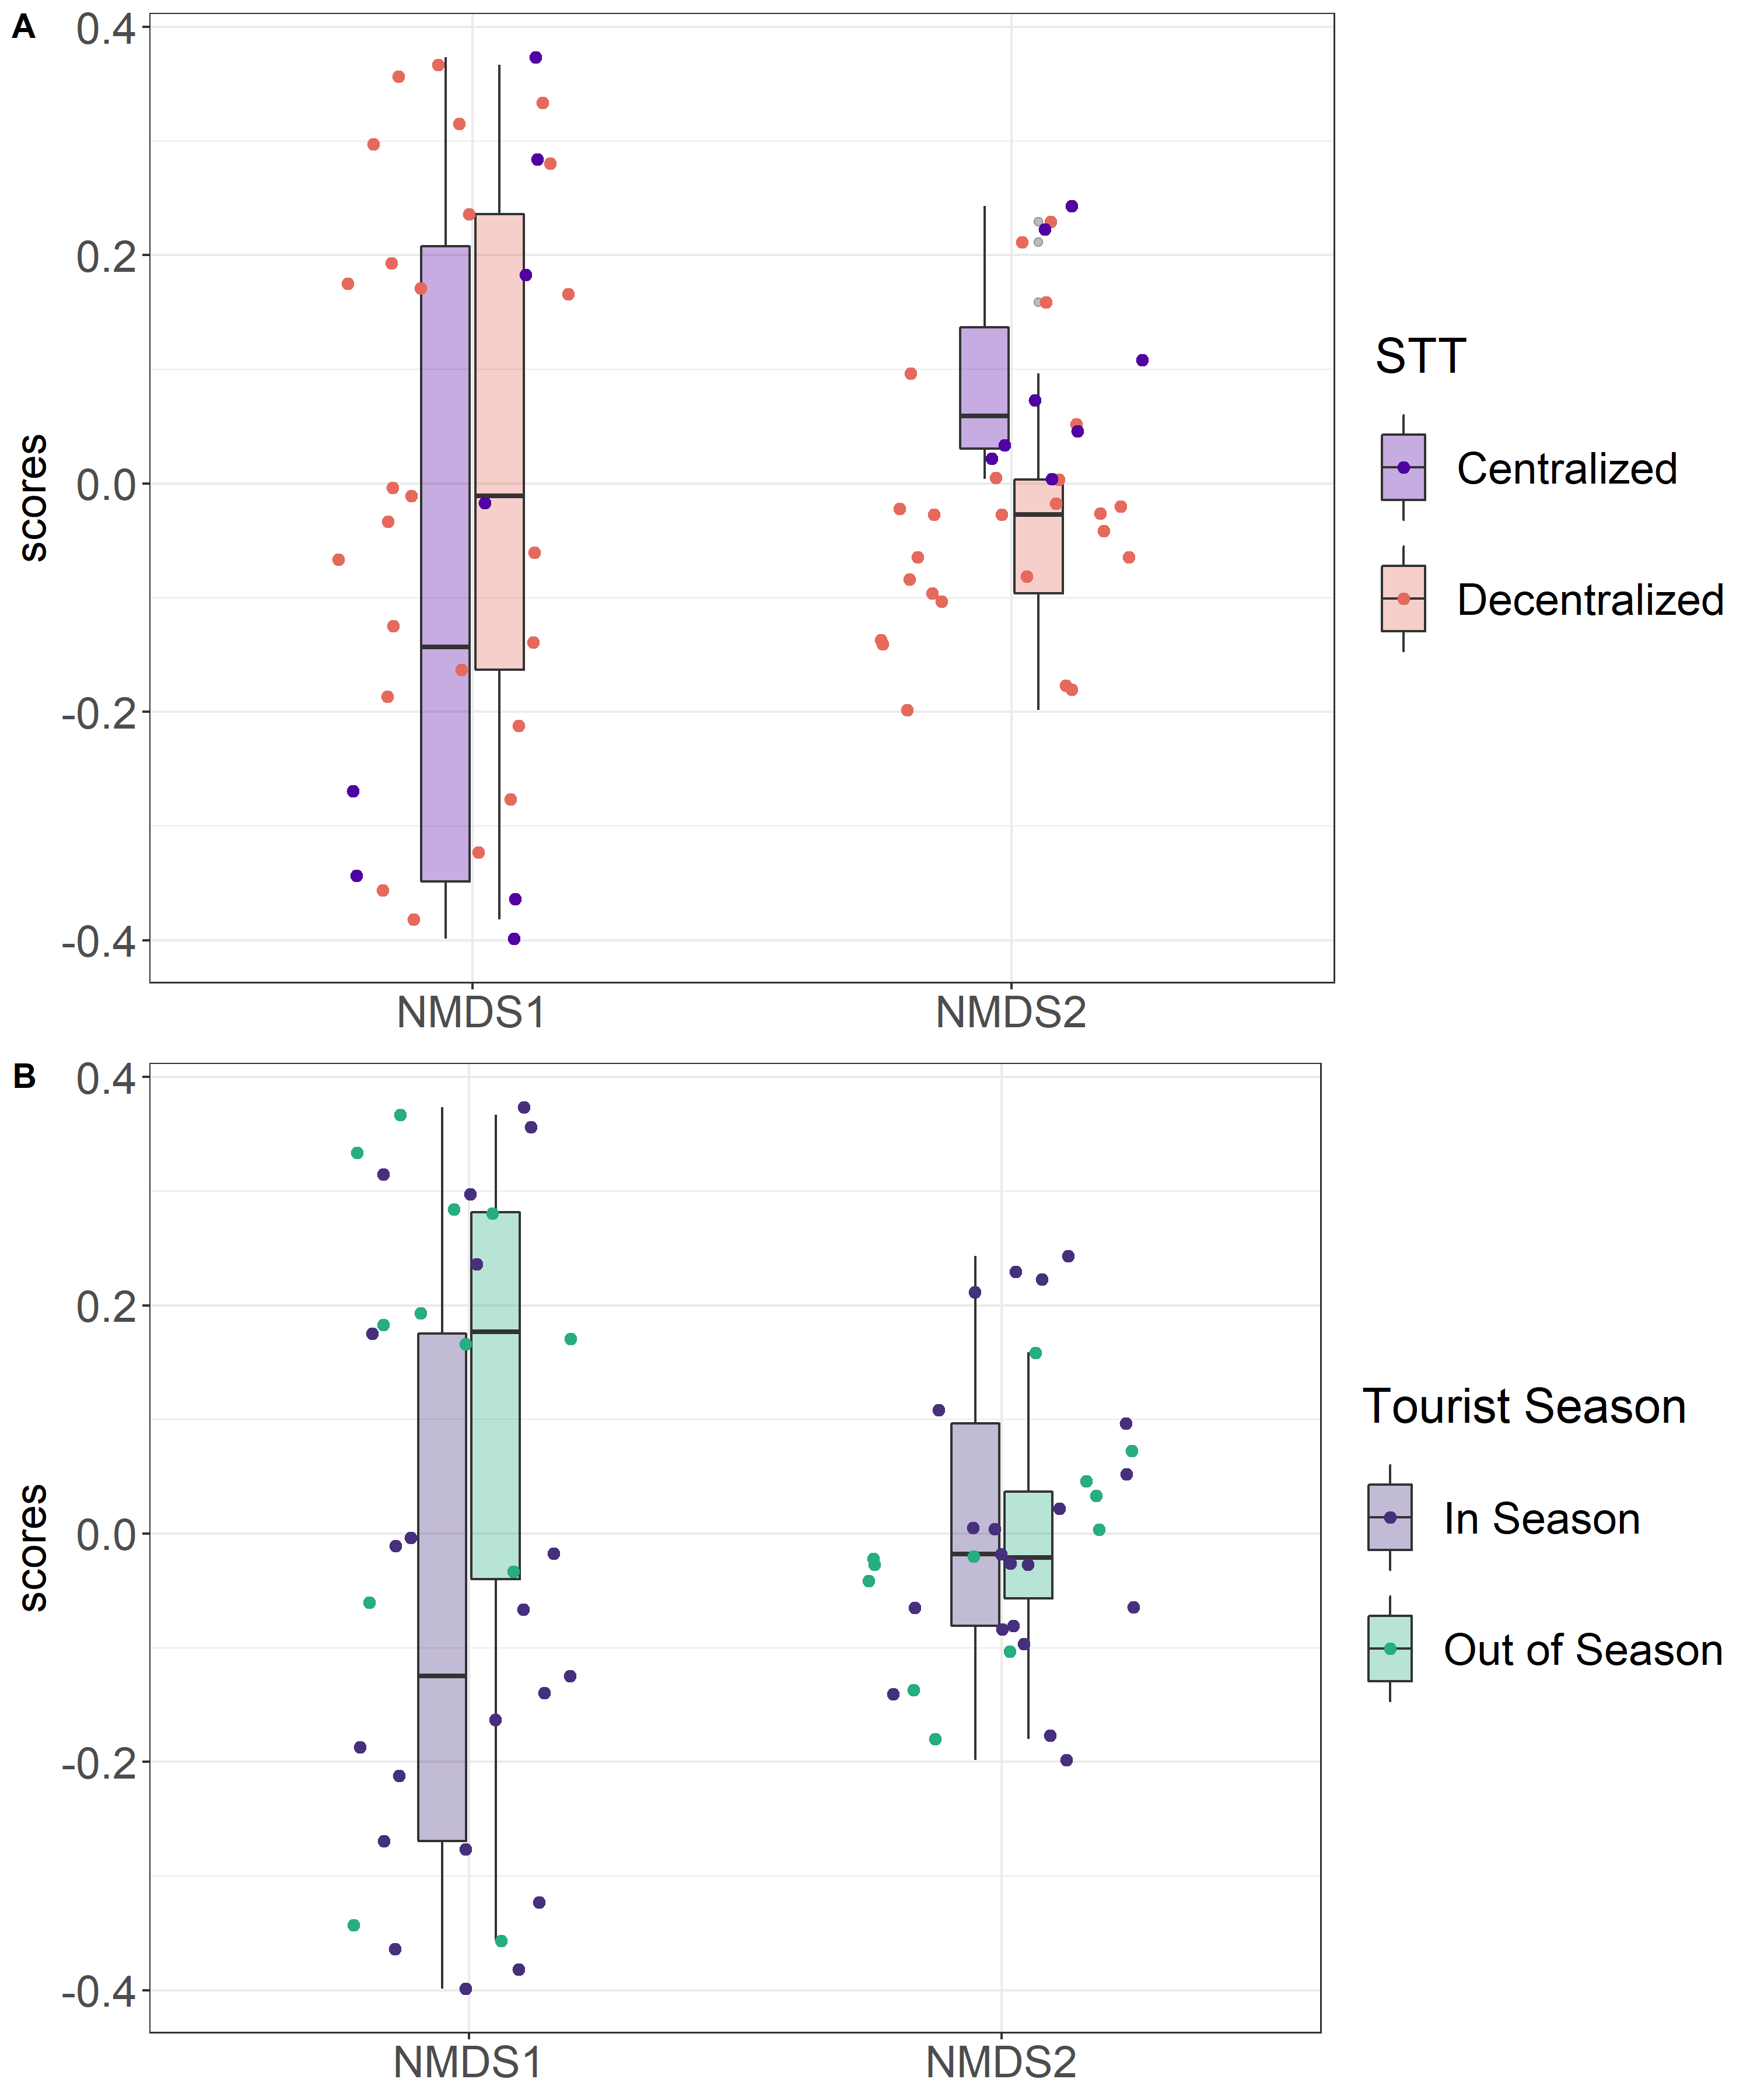 A
0.4
0.2
0.0
-0.2
-0.4
scores
NMDS1
NMDS2
STT
Centralized
Decentralized
B
0.4
0.2
0.0
-0.2
-0.4
scores
NMDS1
NMDS2
Tourist Season
In Season
Out of Season